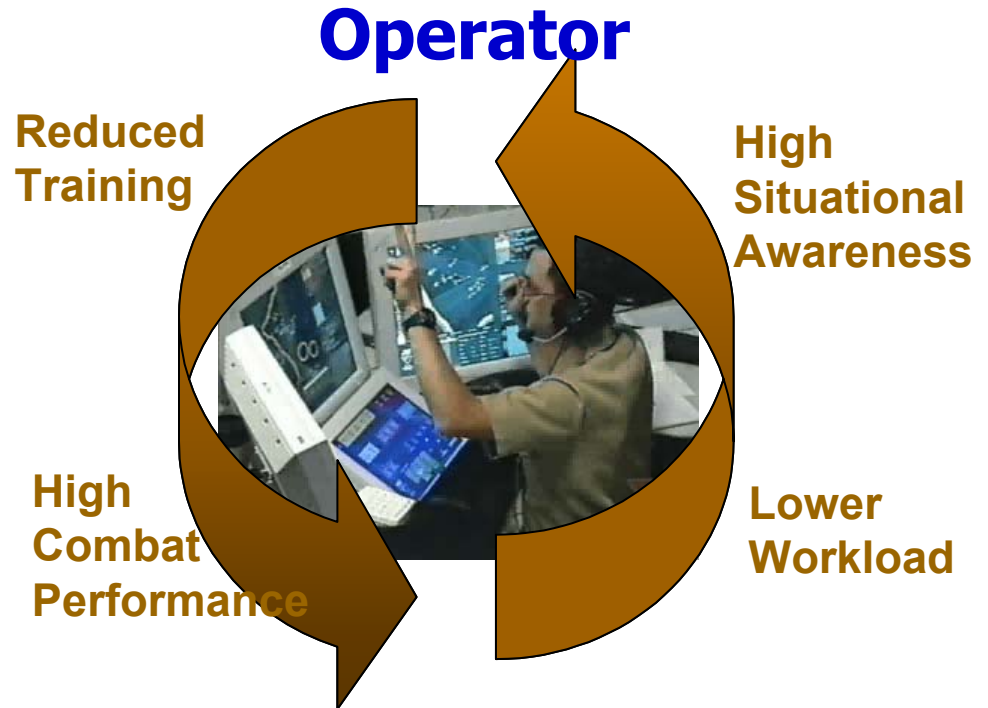 Operator
Reduced
Training
High
Situational
Awareness
High
Combat
Performance
Lower
Workload